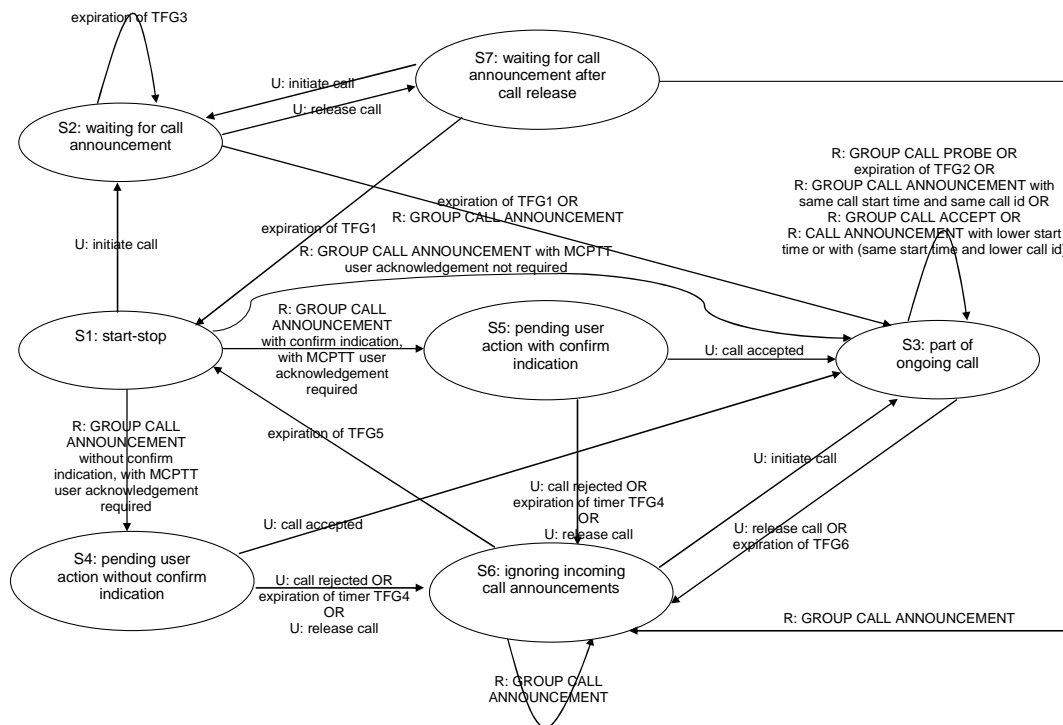 expiration of TFG3
S7: waiting for call
announcement after
call release
U: initiate call
U: release call
S2: waiting for call
announcement
R: GROUP CALL PROBE OR
expiration of TFG2 OR
R: GROUP CALL ANNOUNCEMENT with
same call start time and same call id OR
R: GROUP CALL ACCEPT OR
R: CALL ANNOUNCEMENT with lower start
time or with (same start time and lower call id)
expiration of TFG1 OR
R: GROUP CALL ANNOUNCEMENT
expiration of TFG1
U: initiate call
R: GROUP CALL ANNOUNCEMENT with MCPTT
user acknowledgement not required
S1: start-stop
R: GROUP CALL
ANNOUNCEMENT
with confirm indication,
with MCPTT user
acknowledgement
required
S5: pending user
action with confirm
indication
U: call accepted
S3: part of
ongoing call
R: GROUP CALL
ANNOUNCEMENT
without confirm
indication, with MCPTT
user acknowledgement
required
expiration of TFG5
U: initiate call
U: call rejected OR
expiration of timer TFG4
OR
U: release call
U: call accepted
U: release call OR
expiration of TFG6
S4: pending user
action without confirm
indication
U: call rejected OR
expiration of timer TFG4
OR
U: release call
S6: ignoring incoming
call announcements
R: GROUP CALL ANNOUNCEMENT
R: GROUP CALL
ANNOUNCEMENT